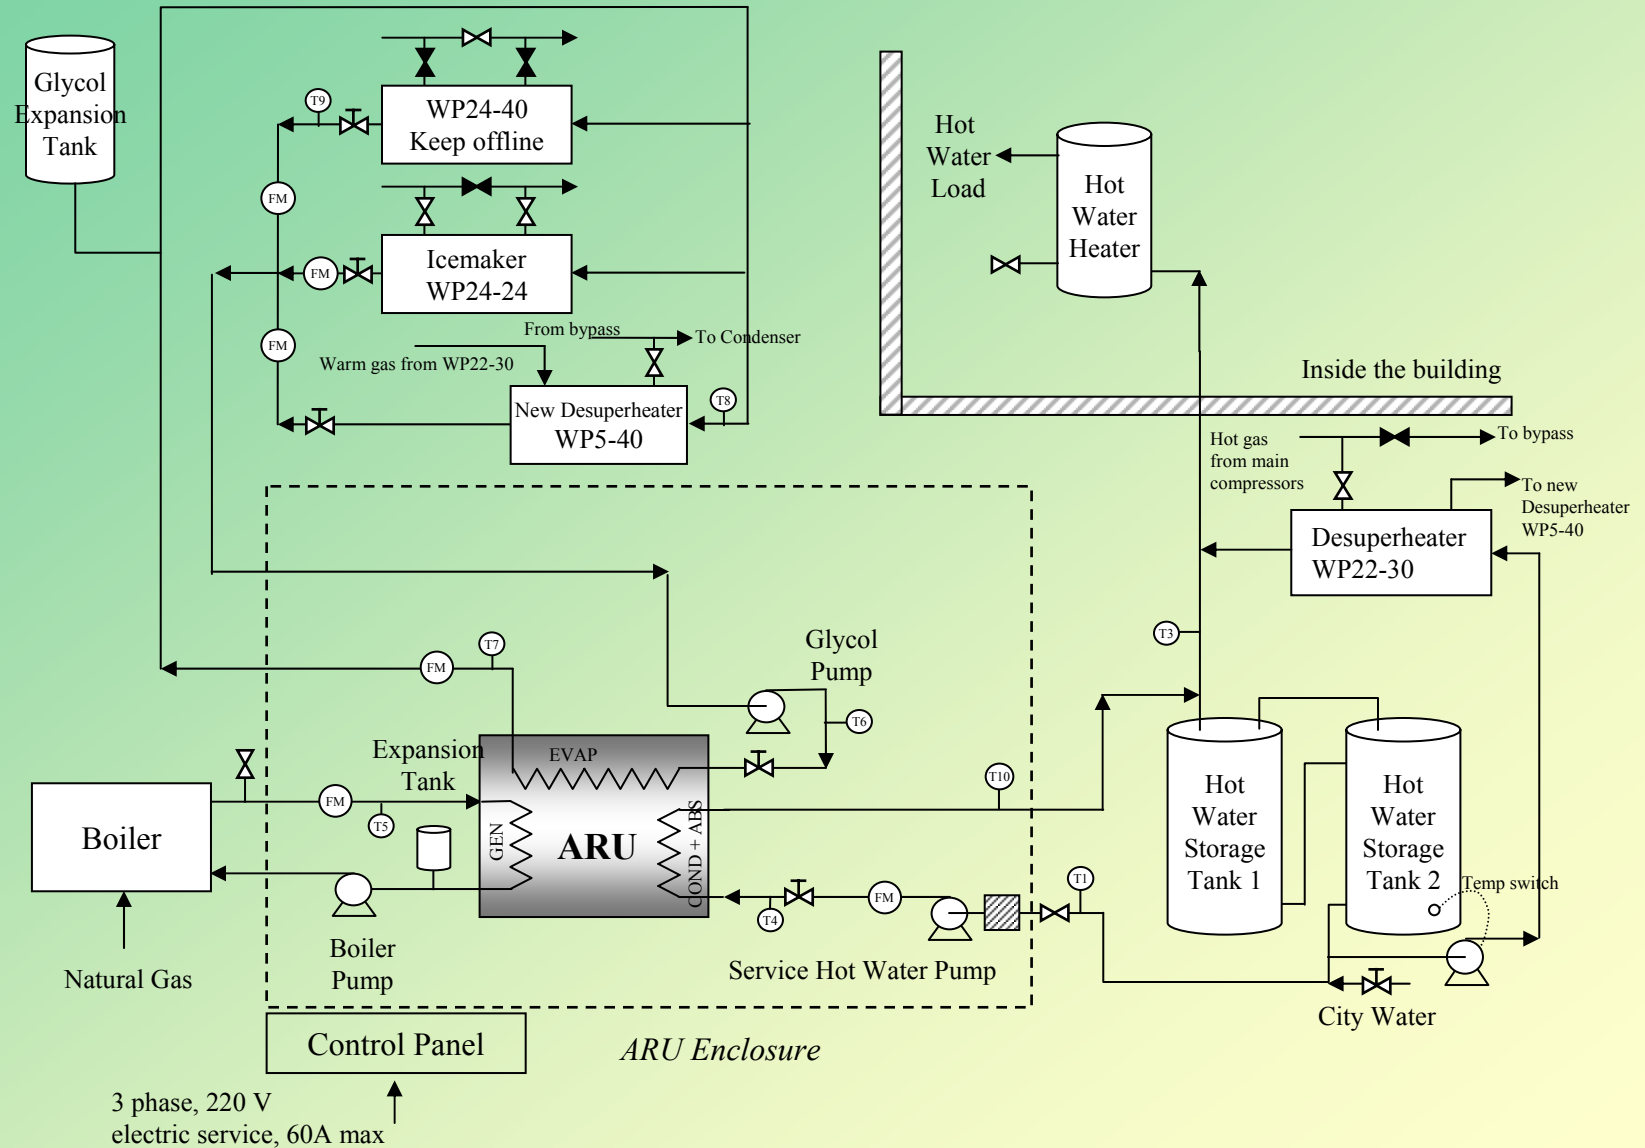 Glycol
Expansion
Tank
T9
WP24-40
Keep offline
FM
FM
Icemaker
WP24-24
FM
From bypass
To Condenser
Warm gas from WP22-30
New Desuperheater
WP5-40
T8
Hot
Water
Load
Hot
Water
Heater
Inside the building
Hot gas
from main
compressors
To bypass
To new
Desuperheater
WP5-40
Desuperheater
WP22-30
T3
T7
FM
Glycol
Pump
T6
Expansion
Tank
EVAP
FM
T5
GEN
ARU
COND + ABS
T10
Boiler
T4
FM
T1
Hot
Water
Storage
Tank 1
Hot
Water
Storage
Tank 2
Temp switch
Natural Gas
Boiler
Pump
Service Hot Water Pump
City Water
Control Panel
ARU Enclosure
3 phase, 220 V
electric service, 60A max